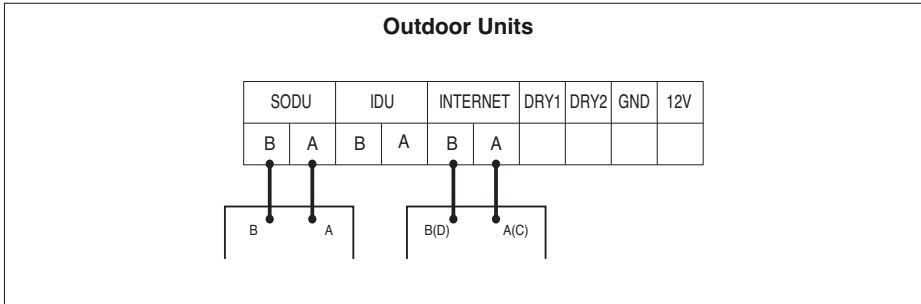 Outdoor Units
SODU IDU INTERNET DRY1 DRY2 GND 12V
B A B A B A
B A B(D) A(C)